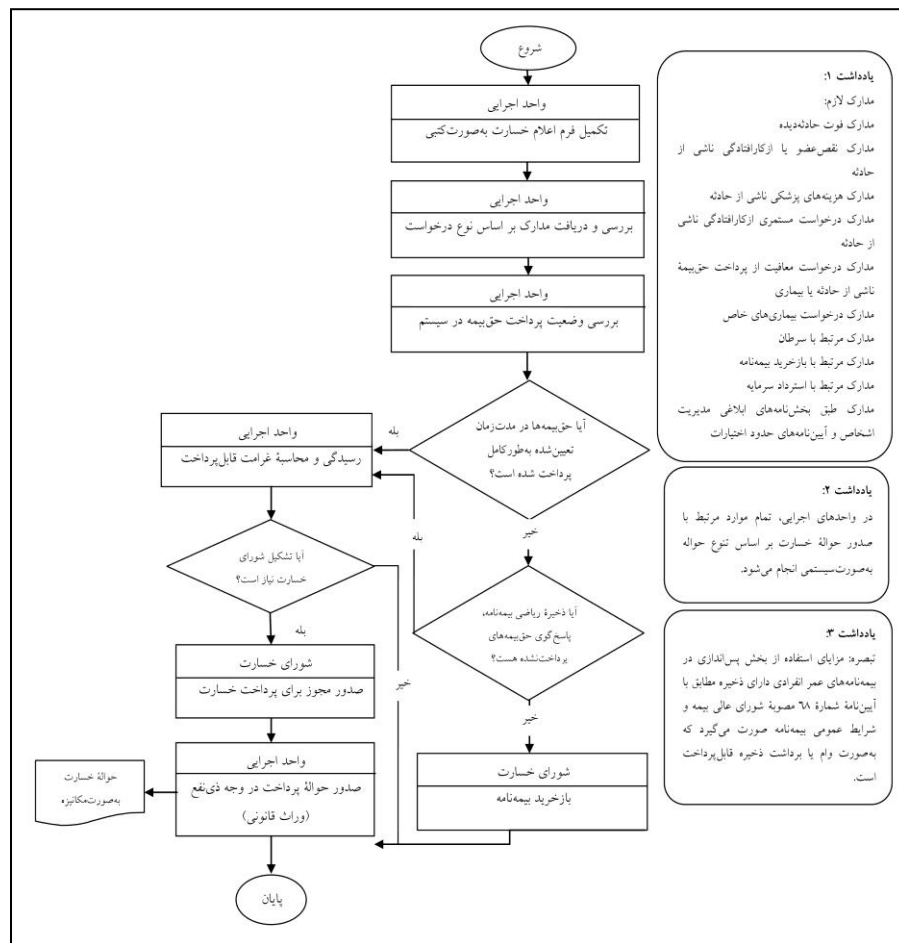 شروع
واحد اجرایی
تکمیل فرم اعلام خسارت به‌صورت‌کتبی
واحد اجرایی
بررسی و دریافت مدارک بر اساس نوع درخواست
واحد اجرایی
بررسی وضعیت پرداخت حق‌بیمه در سیستم
آیا حق‌بیمه‌ها در مدت‌زمان
تعیین‌شده به‌طورکامل
پرداخت شده است؟
بله
خیر
واحد اجرایی
رسیدگی و محاسبهٔ غرامت قابل‌پرداخت
بله
آیا تشکیل شورای
خسارت نیاز است؟
بله
خیر
آیا ذخیرهٔ ریاضی بیمه‌نامه،
پاسخ‌گوی حق‌بیمه‌های
پرداخت‌نشده هست؟
خیر
شورای خسارت
صدور مجوز برای پرداخت خسارت
واحد اجرایی
صدور حوالهٔ پرداخت در وجه ذی‌نفع
(وراث قانونی)
حوالهٔ خسارت
به‌صورت‌مکانیزه
شورای خسارت
بازخرید بیمه‌نامه
پایان
یادداشت ۱:
مدارک لازم:
مدارک فوت حادثه‌دیده
مدارک نقص‌عضو یا ازکارافتادگی ناشی از
حادثه
مدارک هزینه‌های پزشکی ناشی از حادثه
مدارک درخواست مستمری ازکارافتادگی ناشی
از حادثه
مدارک درخواست معافیت از پرداخت حق‌بیمهٔ
ناشی از حادثه یا بیماری
مدارک درخواست بیماری‌های خاص
مدارک مرتبط با سرطان
مدارک مرتبط با بازخرید بیمه‌نامه
مدارک مرتبط با استرداد سرمایه
مدارک طبق بخش‌نامه‌های ابلاغی مدیریت
اشخاص و آیین‌نامه‌های حدود اختیارات
یادداشت ۲:
در واحدهای اجرایی، تمام موارد مرتبط با
صدور حوالهٔ خسارت بر اساس تنوع حواله
به‌صورت‌سیستمی انجام می‌شود.
یادداشت ۳:
تبصره: مزایای استفاده از بخش پس‌اندازی در
بیمه‌نامه‌های عمر انفرادی دارای ذخیره مطابق با
آیین‌نامهٔ شمارهٔ ۶۸ مصوبهٔ شورای عالی بیمه و
شرایط عمومی بیمه‌نامه صورت می‌گیرد که
به‌صورت وام یا برداشت ذخیره قابل‌پرداخت
است.